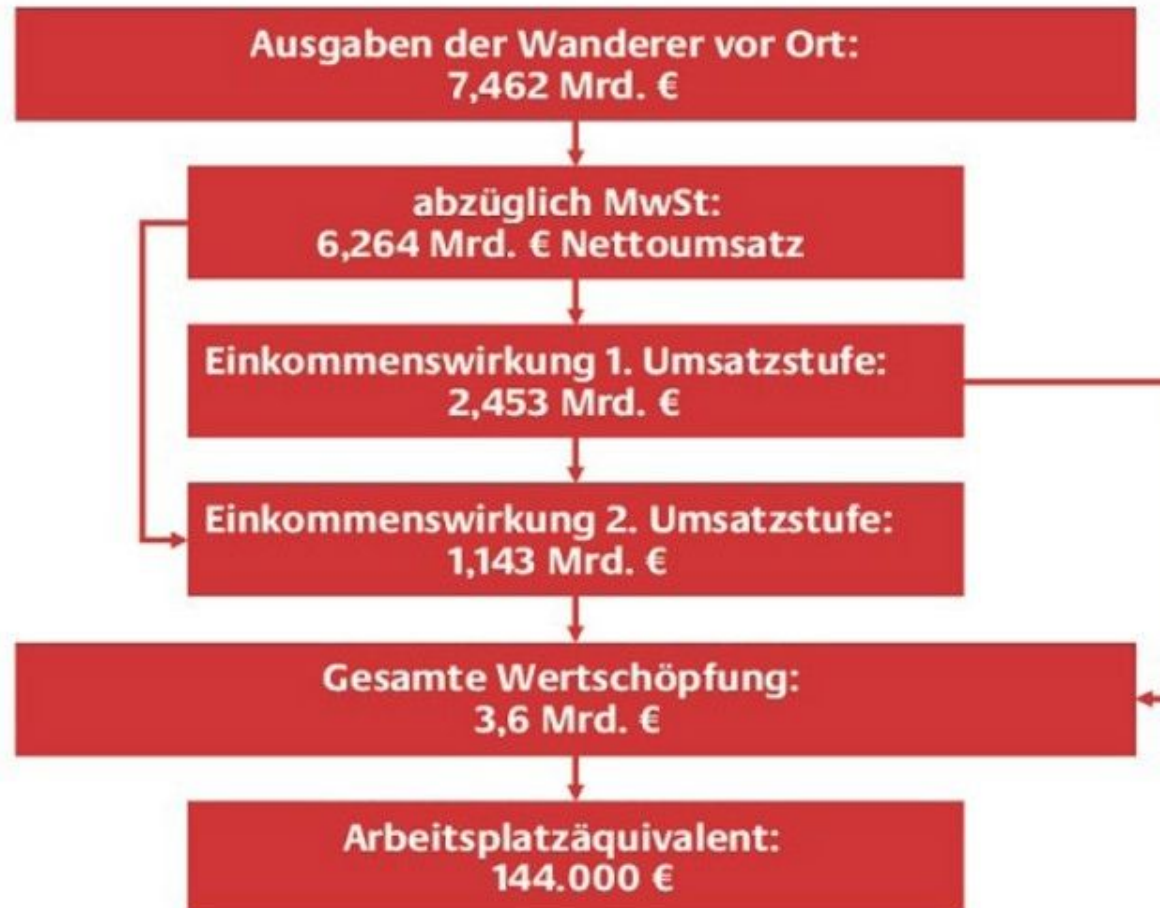 Ausgaben der Wanderer vor Ort:
7,462 Mrd. €
abzüglich MwSt:
6,264 Mrd. € Nettoumsatz
Einkommenswirkung 1. Umsatzstufe:
2,453 Mrd. €
Einkommenswirkung 2. Umsatzstufe:
1,143 Mrd. €
Gesamte Wertschöpfung:
3,6 Mrd. €
Arbeitsplatzäquivalent:
144.000 €